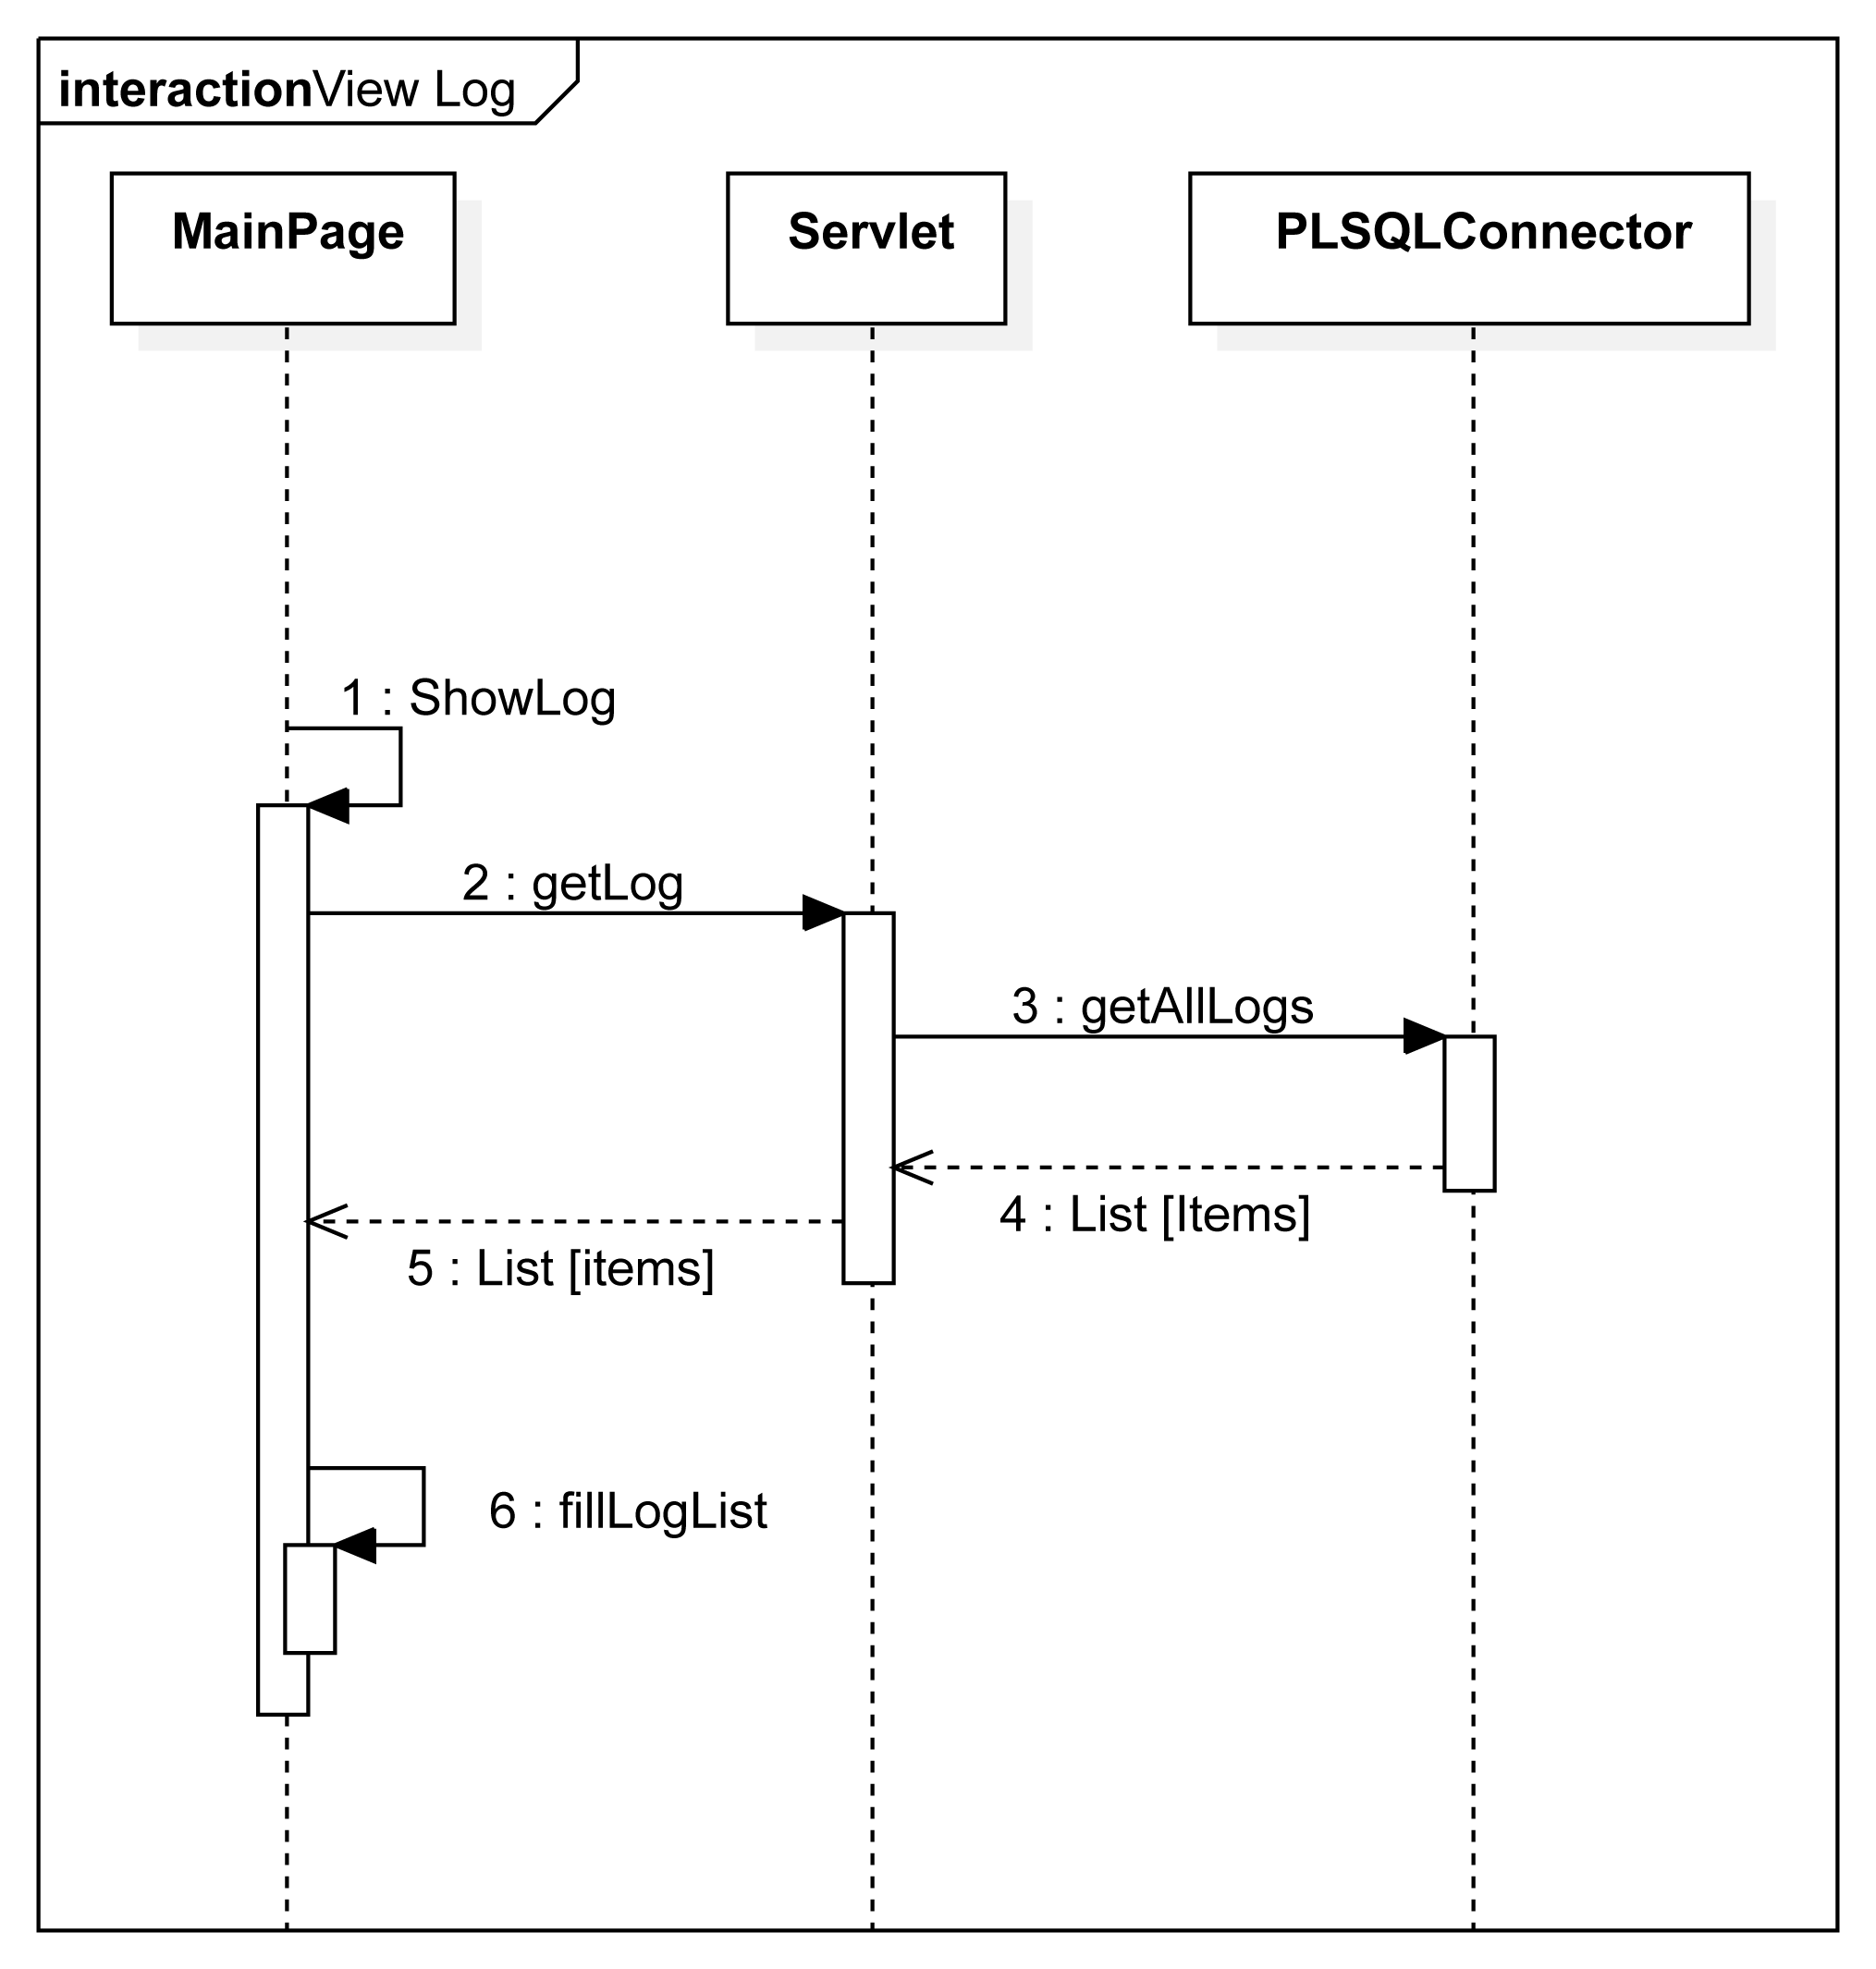 interactionView Log
MainPage
Servlet
PLSQLConnector
1 : ShowLog
2 : getLog
3 : getAllLogs
4 : List [Items]
5 : List [items]
6 : fillLogList